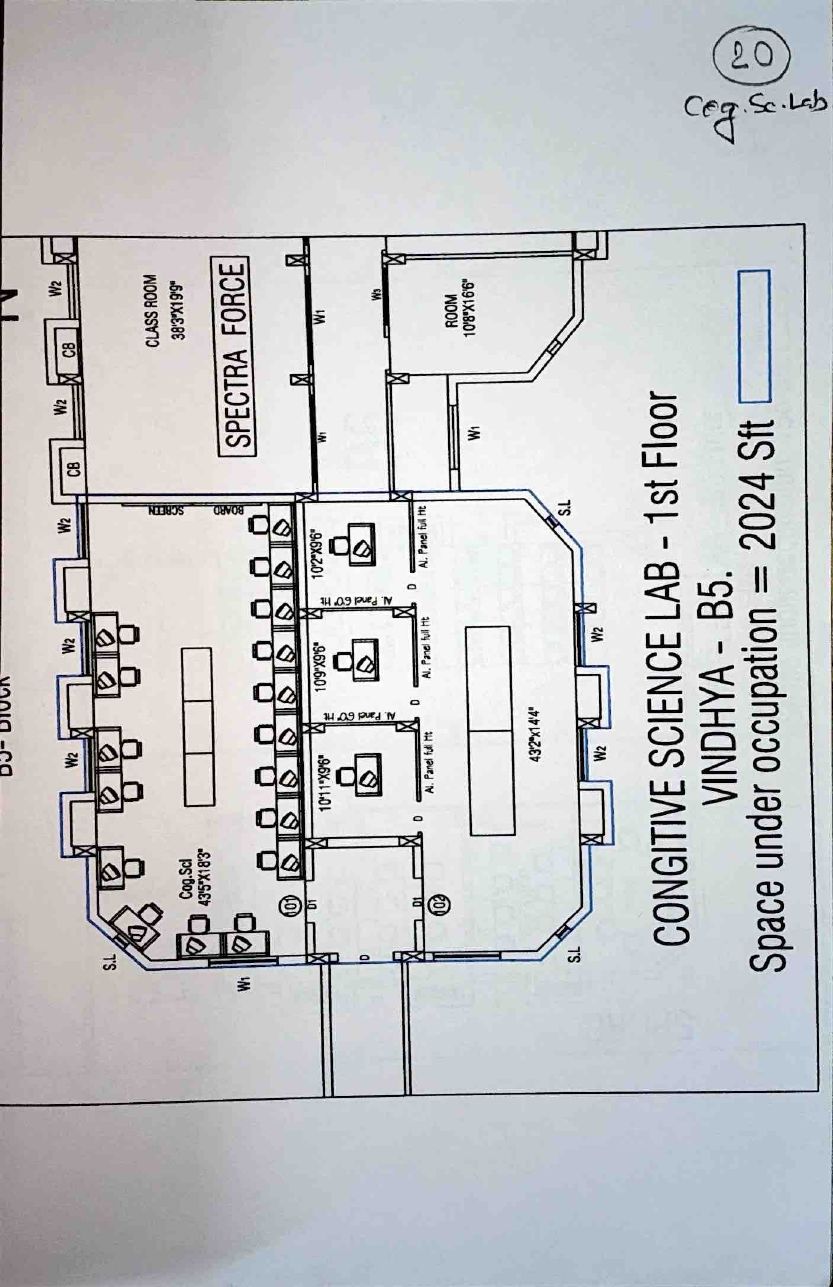 20
Cog.Sc.Lab
N
B5- Block
W2
CB
W2
CB
W2
W2
W2
CLASS ROOM
38'3"X19'9"
SPECTRA FORCE
W1
W1
W3
ROOM
10'8"X16'6"
W1
SCREEN
BOARD
Cog.Scl
43'5"X18'3"
S.L
W1
101
D1
D
D1
102
10'11"X9'6"
Al. Panel 6'0" Ht
10'9"X9'6"
Al. Panel 6'0" Ht
10'2"X9'6"
D
Al. Panel full Ht
D
Al. Panel full Ht
D
Al. Panel full Ht
43'2"x14'4"
S.L
W2
W2
S.L
CONGITIVE SCIENCE LAB - 1st Floor
VINDHYA - B5.
Space under occupation = 2024 Sft